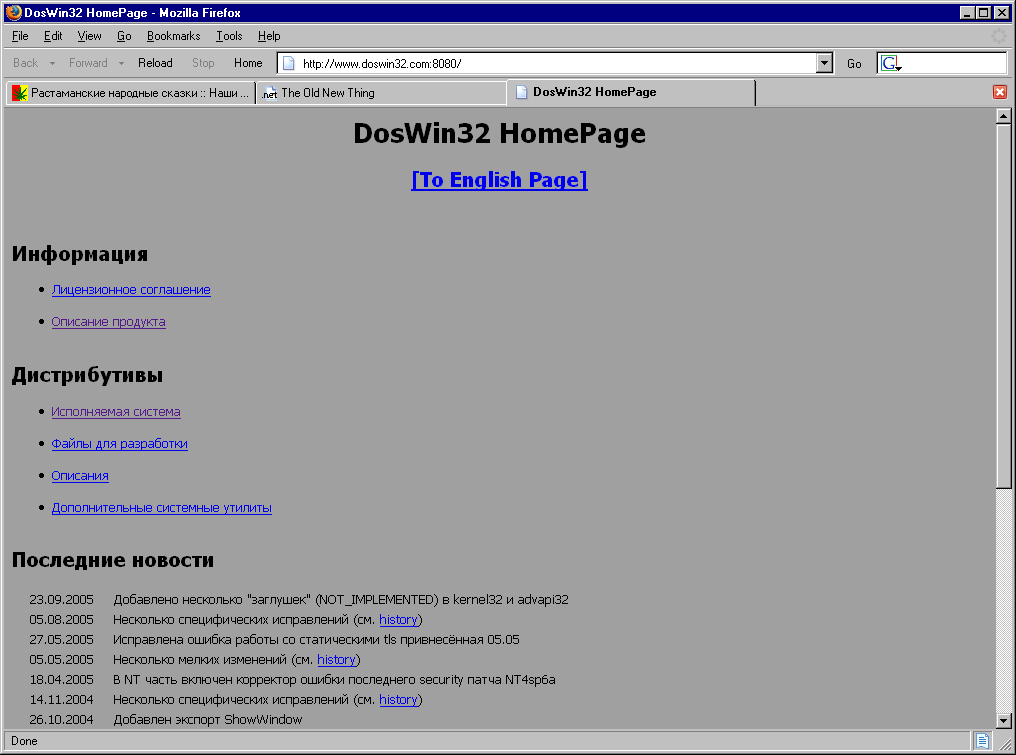 DosWin32 HomePage - Mozilla Firefox
File Edit View Go Bookmarks Tools Help
Back Forward Reload Stop Home http://www.doswin32.com:8080/ Go G
Растаманские народные сказки :: Наши ... .net The Old New Thing DosWin32 HomePage
DosWin32 HomePage
[To English Page]
Информация
Лицензионное соглашение
Описание продукта
Дистрибутивы
Исполняемая система
Файлы для разработки
Описания
Дополнительные системные утилиты
Последние новости
23.09.2005 Добавлено несколько "заглушек" (NOT_IMPLEMENTED) в kernel32 и advapi32
05.08.2005 Несколько специфических исправлений (см. history)
27.05.2005 Исправлена ошибка работы со статическими tls привнесённая 05.05
05.05.2005 Несколько мелких изменений (см. history)
18.04.2005 В NT часть включен корректор ошибки последнего security патча NT4sp6a
14.11.2004 Несколько специфических исправлений (см. history)
26.10.2004 Добавлен экспорт ShowWindow
Done